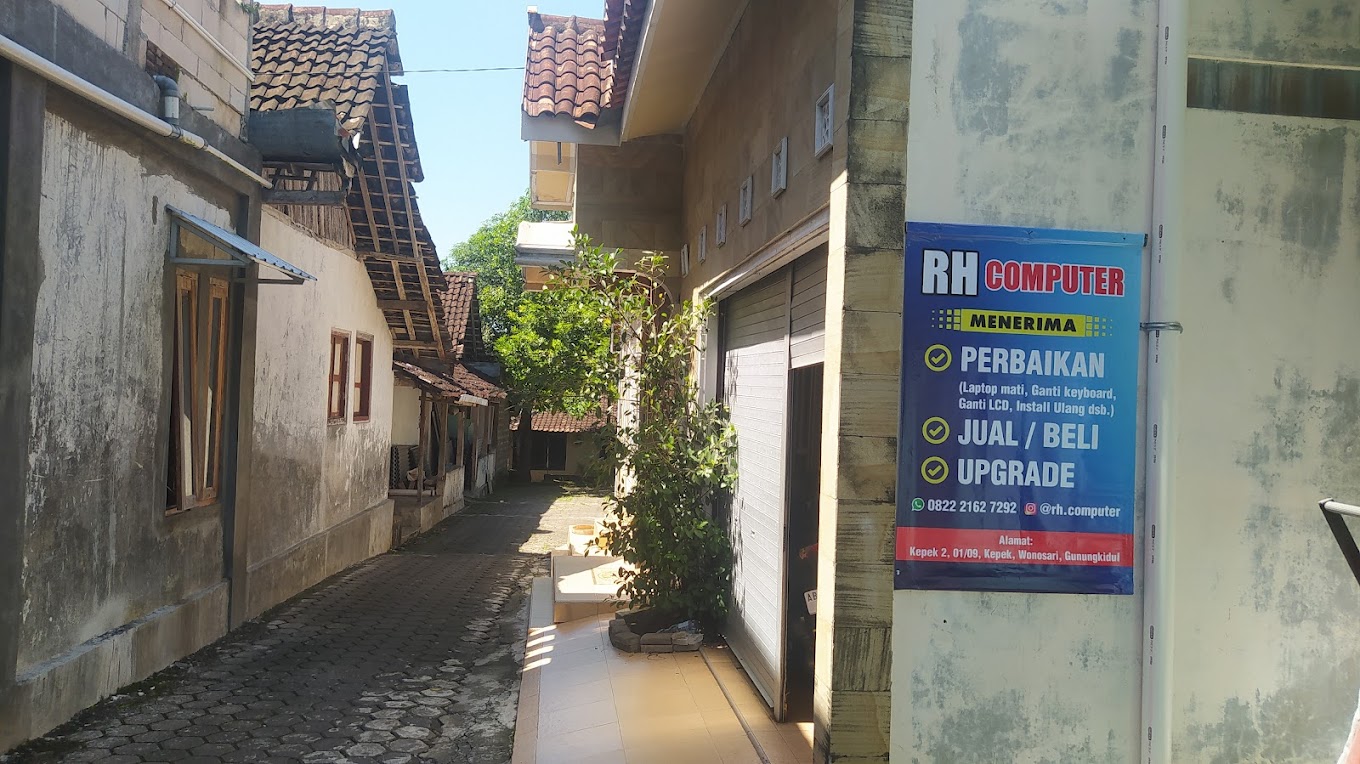 RH COMPUTER
MENERIMA
PERBAIKAN
(Laptop mati, Ganti keyboard,
Ganti LCD, Install Ulang dsb.)
JUAL / BELI
UPGRADE
0822 2162 7292 @rh.computer
Alamat:
Kepek 2, 01/09, Kepek, Wonosari, Gunungkidul
AB